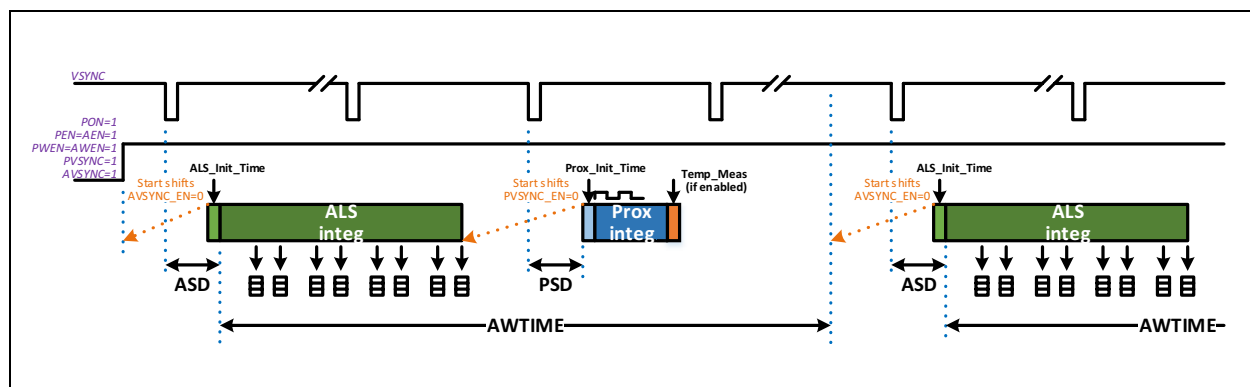 VSYNC
PON=1
PEN=AEN=1
PWEN=AWEN=1
PVSYNC=1
AVSYNC=1
ALS_Init_Time
Prox_Init_Time
Temp_Meas
(if enabled)
ALS_Init_Time
Start shifts
AVSYNC_EN=0
Start shifts
PVSYNC_EN=0
Start shifts
AVSYNC_EN=0
ALS
integ
Prox
integ
ALS
integ
ASD
PSD
ASD
AWTIME
AWTIME